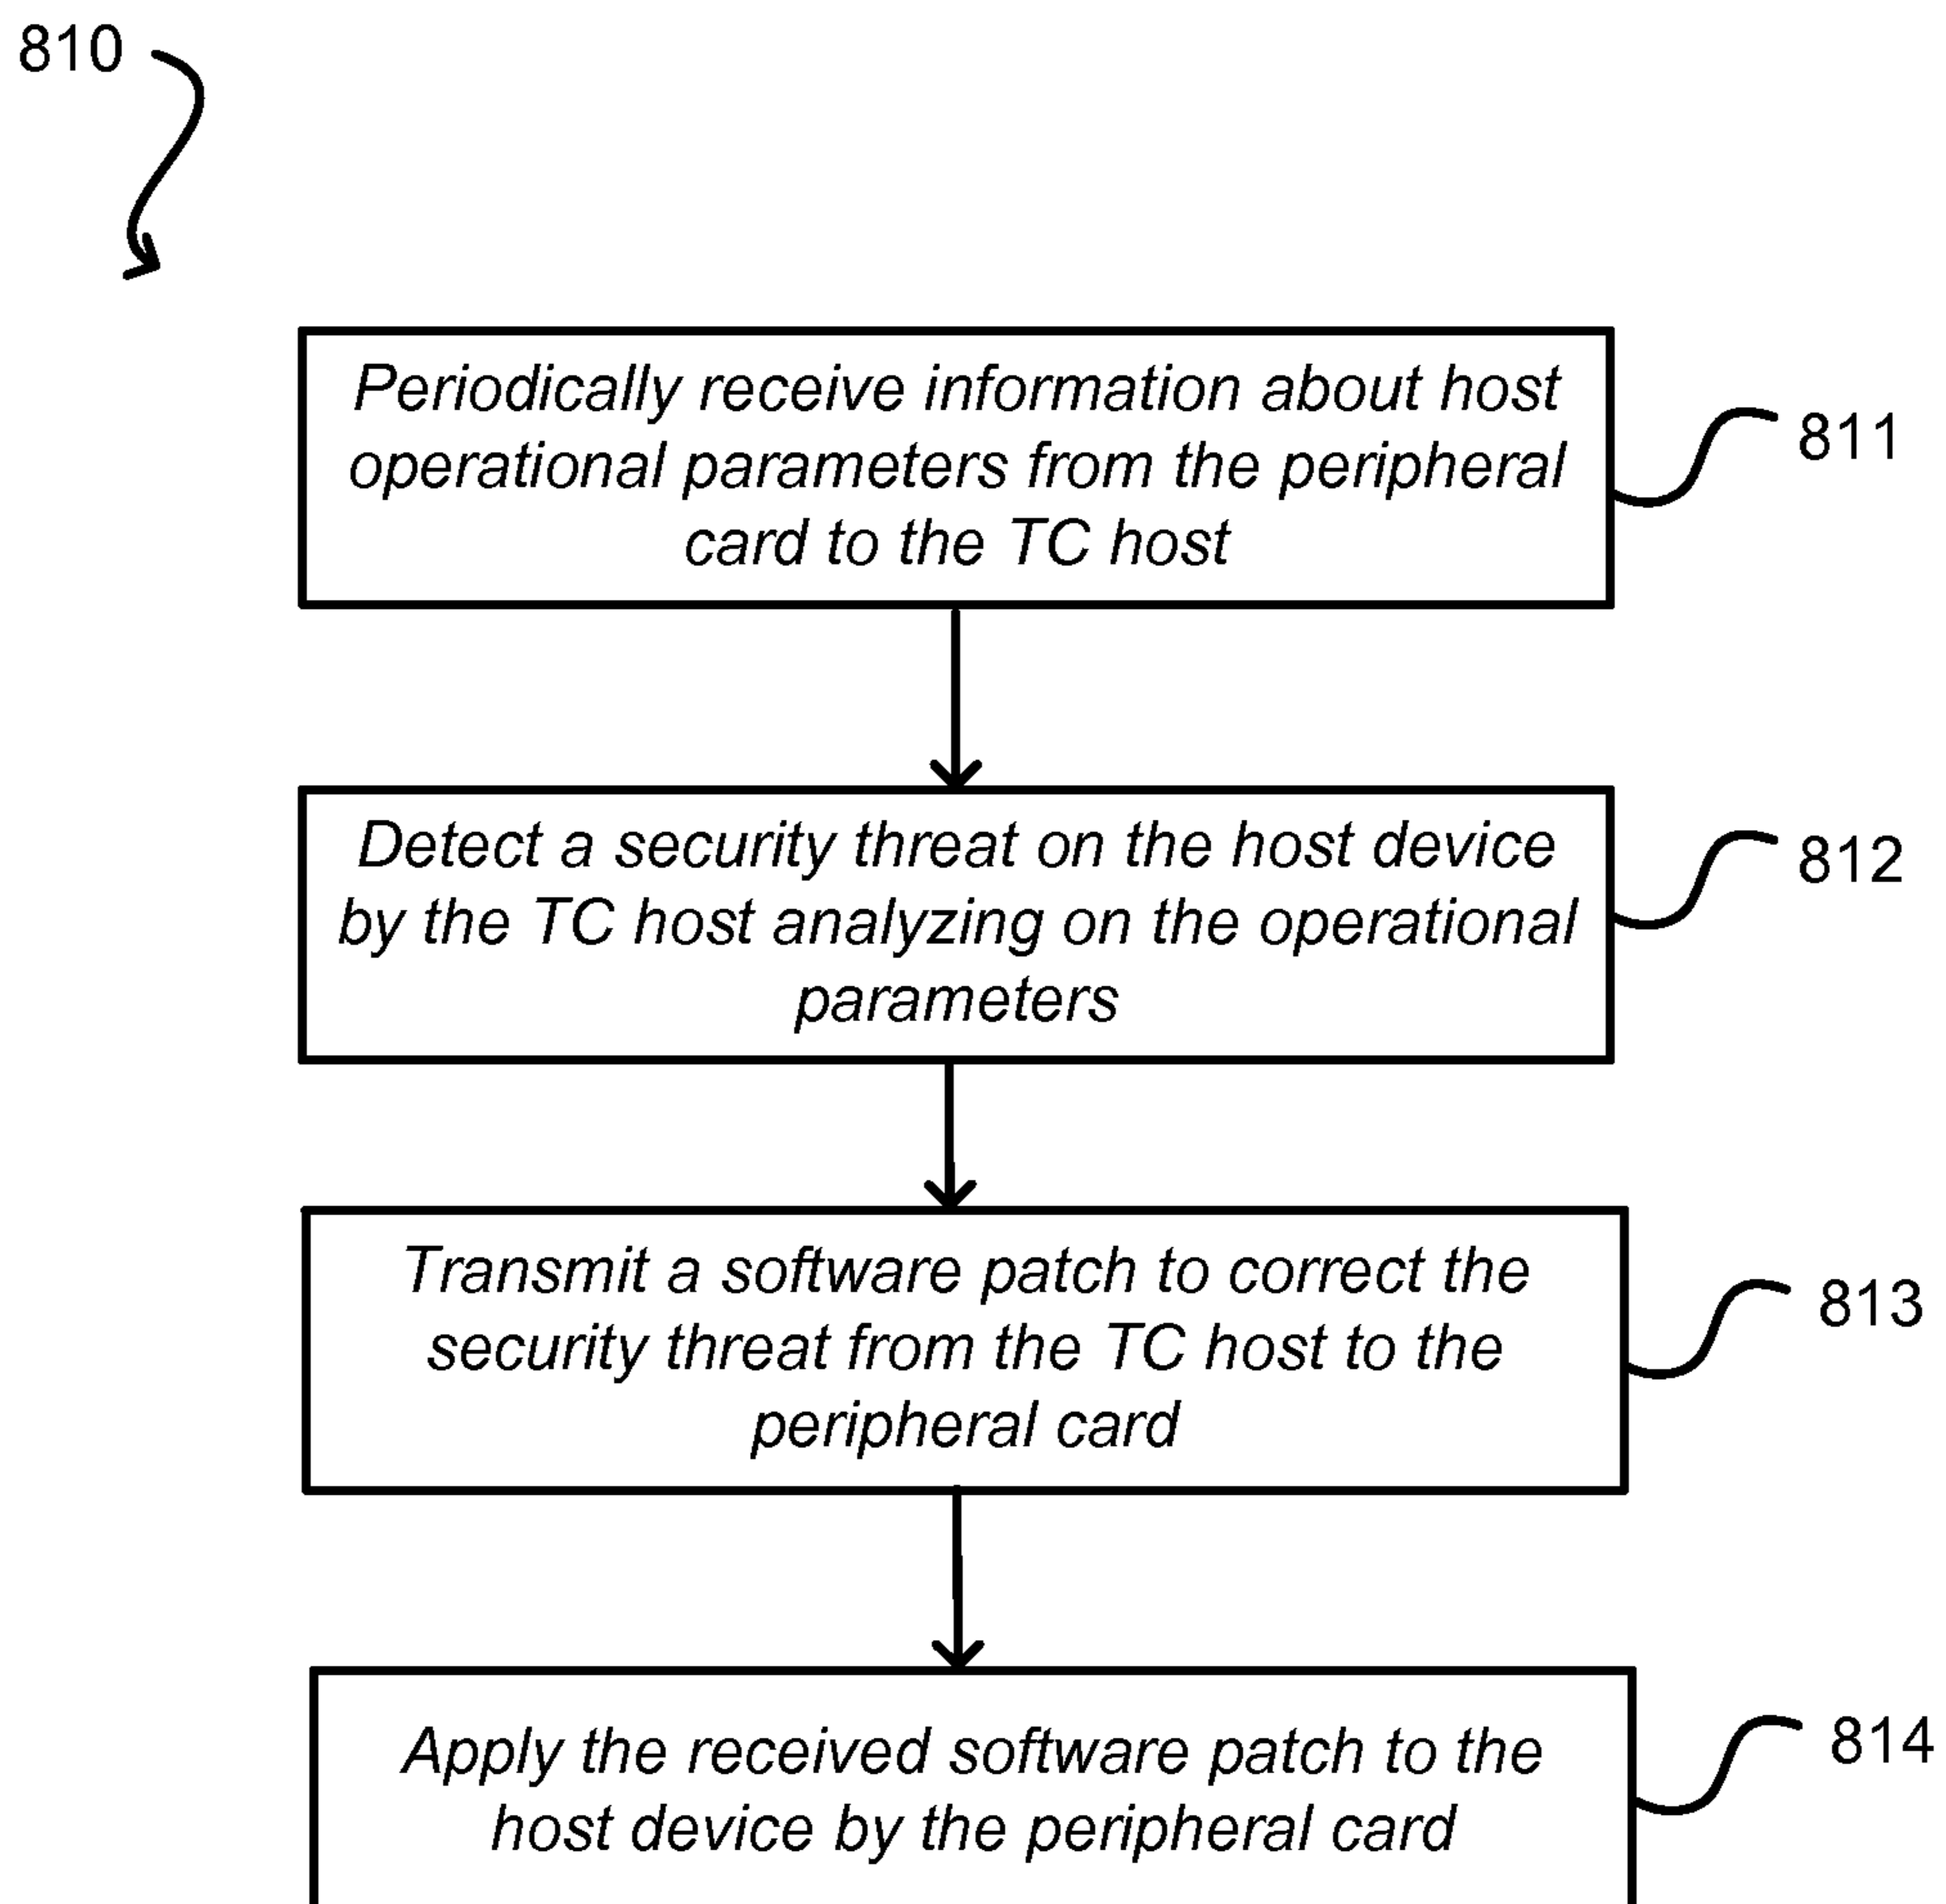 810
Periodically receive information about host
operational parameters from the peripheral
card to the TC host
811
Detect a security threat on the host device
by the TC host analyzing on the operational
parameters
812
Transmit a software patch to correct the
security threat from the TC host to the
peripheral card
813
Apply the received software patch to the
host device by the peripheral card
814